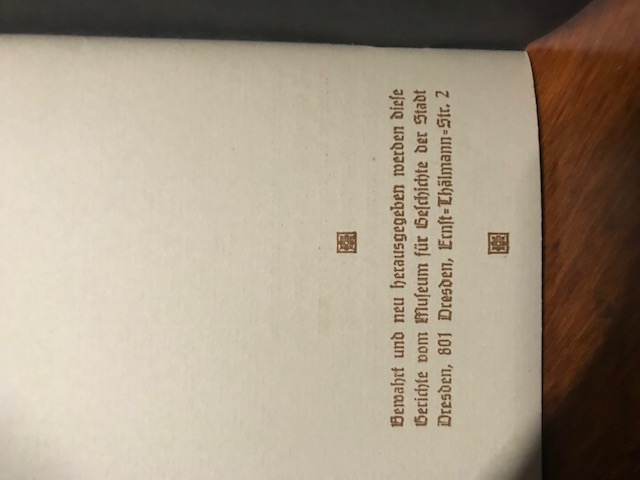 Bewahrt und neu herausgegeben werden diese
Berichte vom Museum für Geschichte der Stadt
Dresden, 801 Dresden, Ernst-Thälmann-Str. 2